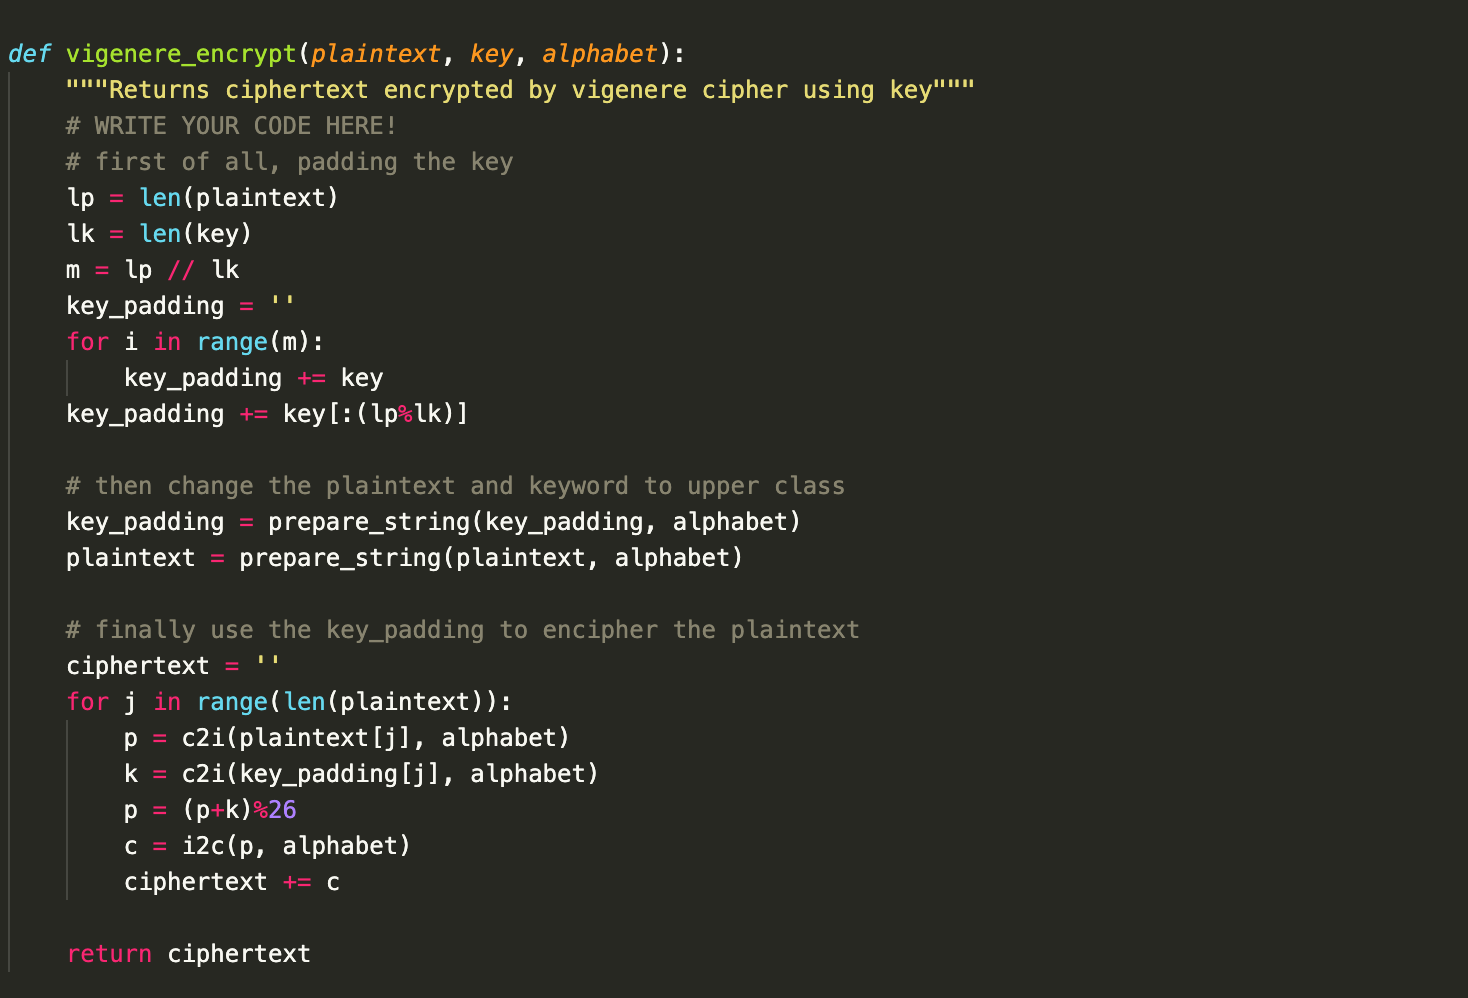 def vigenere_encrypt(plaintext, key, alphabet):
    """Returns ciphertext encrypted by vigenere cipher using key"""
    # WRITE YOUR CODE HERE!
    # first of all, padding the key
    lp = len(plaintext)
    lk = len(key)
    m = lp // lk
    key_padding = ''
    for i in range(m):
        key_padding += key
    key_padding += key[:(lp%lk)]

    # then change the plaintext and keyword to upper class
    key_padding = prepare_string(key_padding, alphabet)
    plaintext = prepare_string(plaintext, alphabet)

    # finally use the key_padding to encipher the plaintext
    ciphertext = ''
    for j in range(len(plaintext)):
        p = c2i(plaintext[j], alphabet)
        k = c2i(key_padding[j], alphabet)
        p = (p+k)%26
        c = i2c(p, alphabet)
        ciphertext += c

    return ciphertext